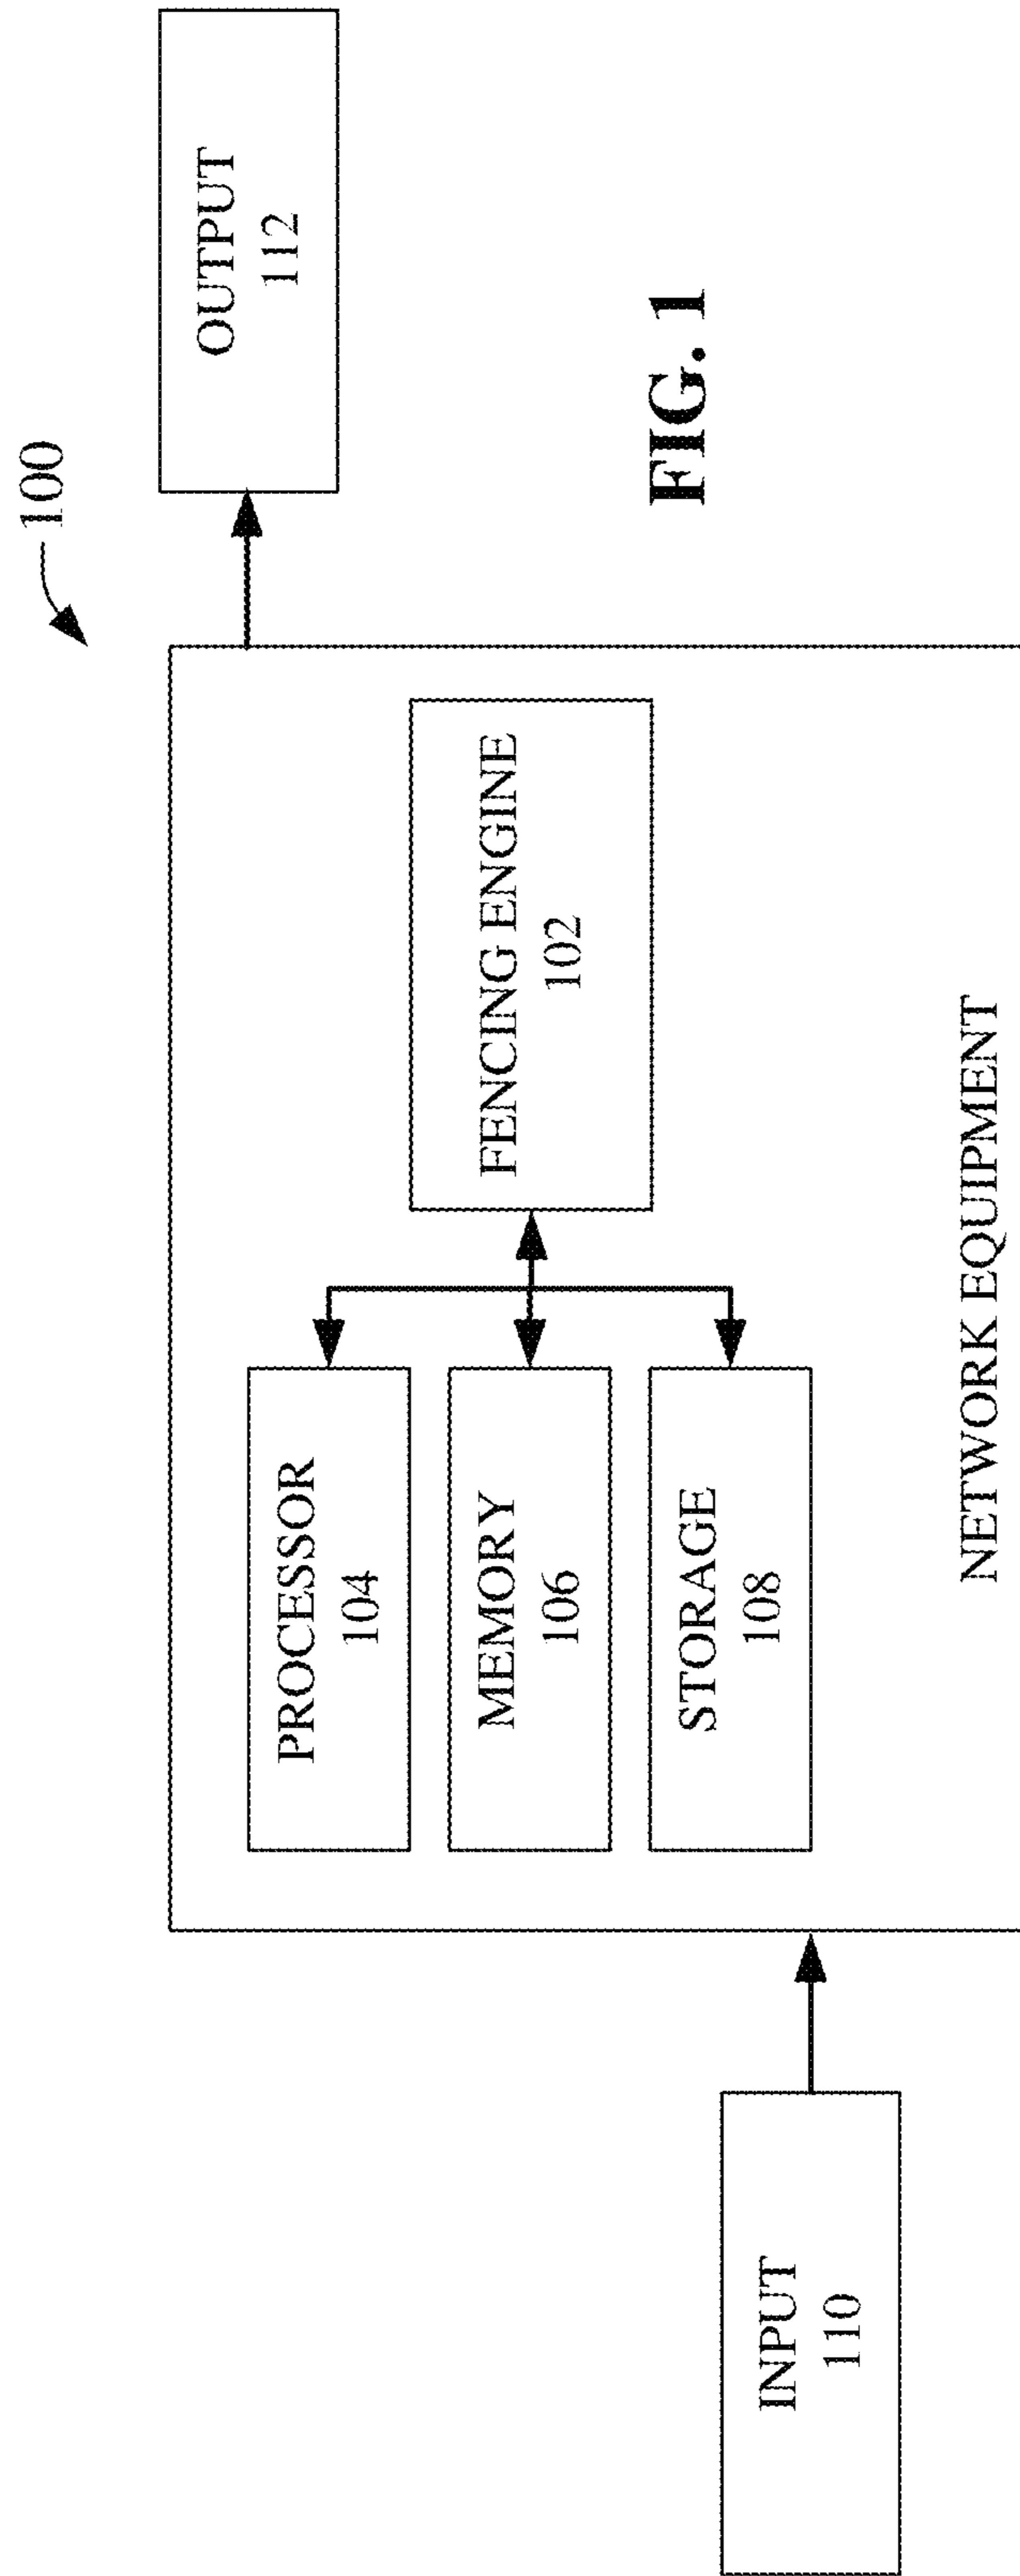 100
OUTPUT
112
PROCESSOR
104
MEMORY
106
STORAGE
108
FENCING ENGINE
102
NETWORK EQUIPMENT
INPUT
110
FIG. 1